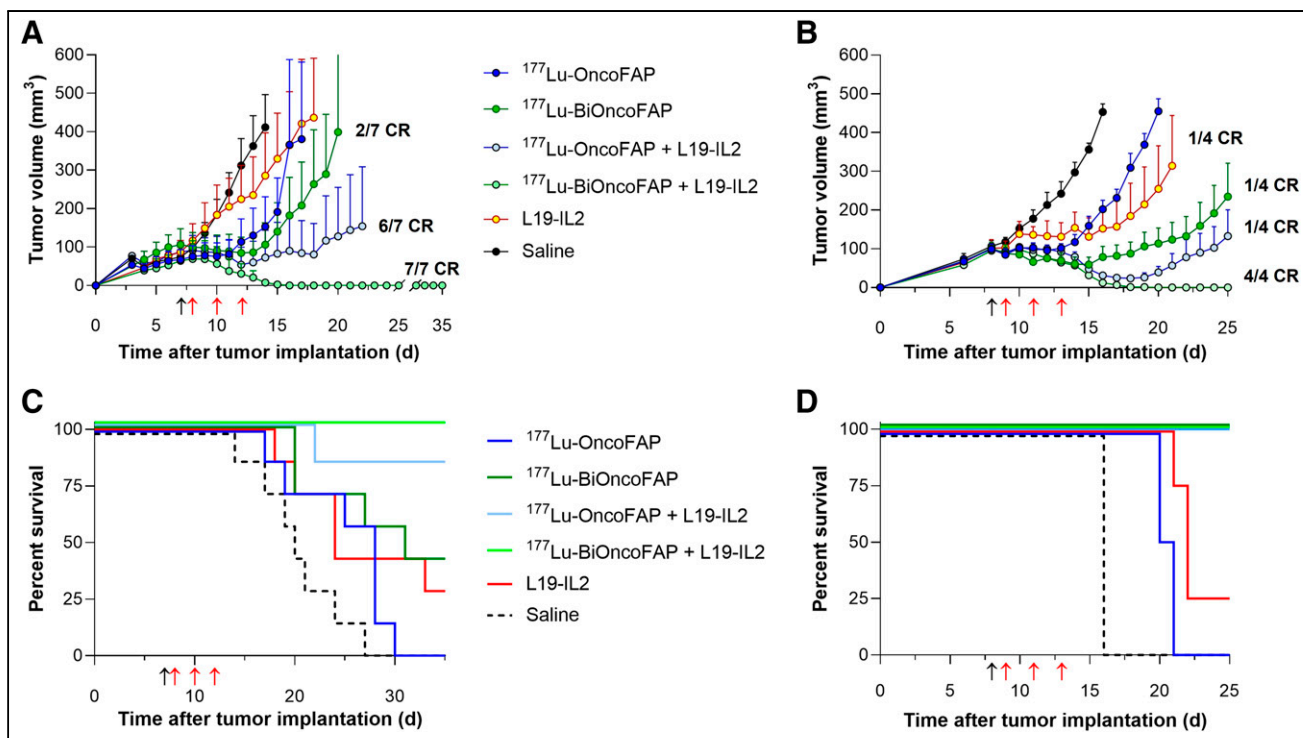 A
Tumor volume (mm³)
600
500
400
300
200
100
0
0 5 10 15 20 25 35
Time after tumor implantation (d)
2/7 CR
6/7 CR
7/7 CR
¹⁷⁷Lu-OncoFAP
¹⁷⁷Lu-BiOncoFAP
¹⁷⁷Lu-OncoFAP + L19-IL2
¹⁷⁷Lu-BiOncoFAP + L19-IL2
L19-IL2
Saline
B
Tumor volume (mm³)
600
500
400
300
200
100
0
0 5 10 15 20 25
Time after tumor implantation (d)
1/4 CR
1/4 CR
1/4 CR
4/4 CR
C
Percent survival
100
75
50
25
0
0 10 20 30
Time after tumor implantation (d)
¹⁷⁷Lu-OncoFAP
¹⁷⁷Lu-BiOncoFAP
¹⁷⁷Lu-OncoFAP + L19-IL2
¹⁷⁷Lu-BiOncoFAP + L19-IL2
L19-IL2
Saline
D
Percent survival
100
75
50
25
0
0 5 10 15 20 25
Time after tumor implantation (d)